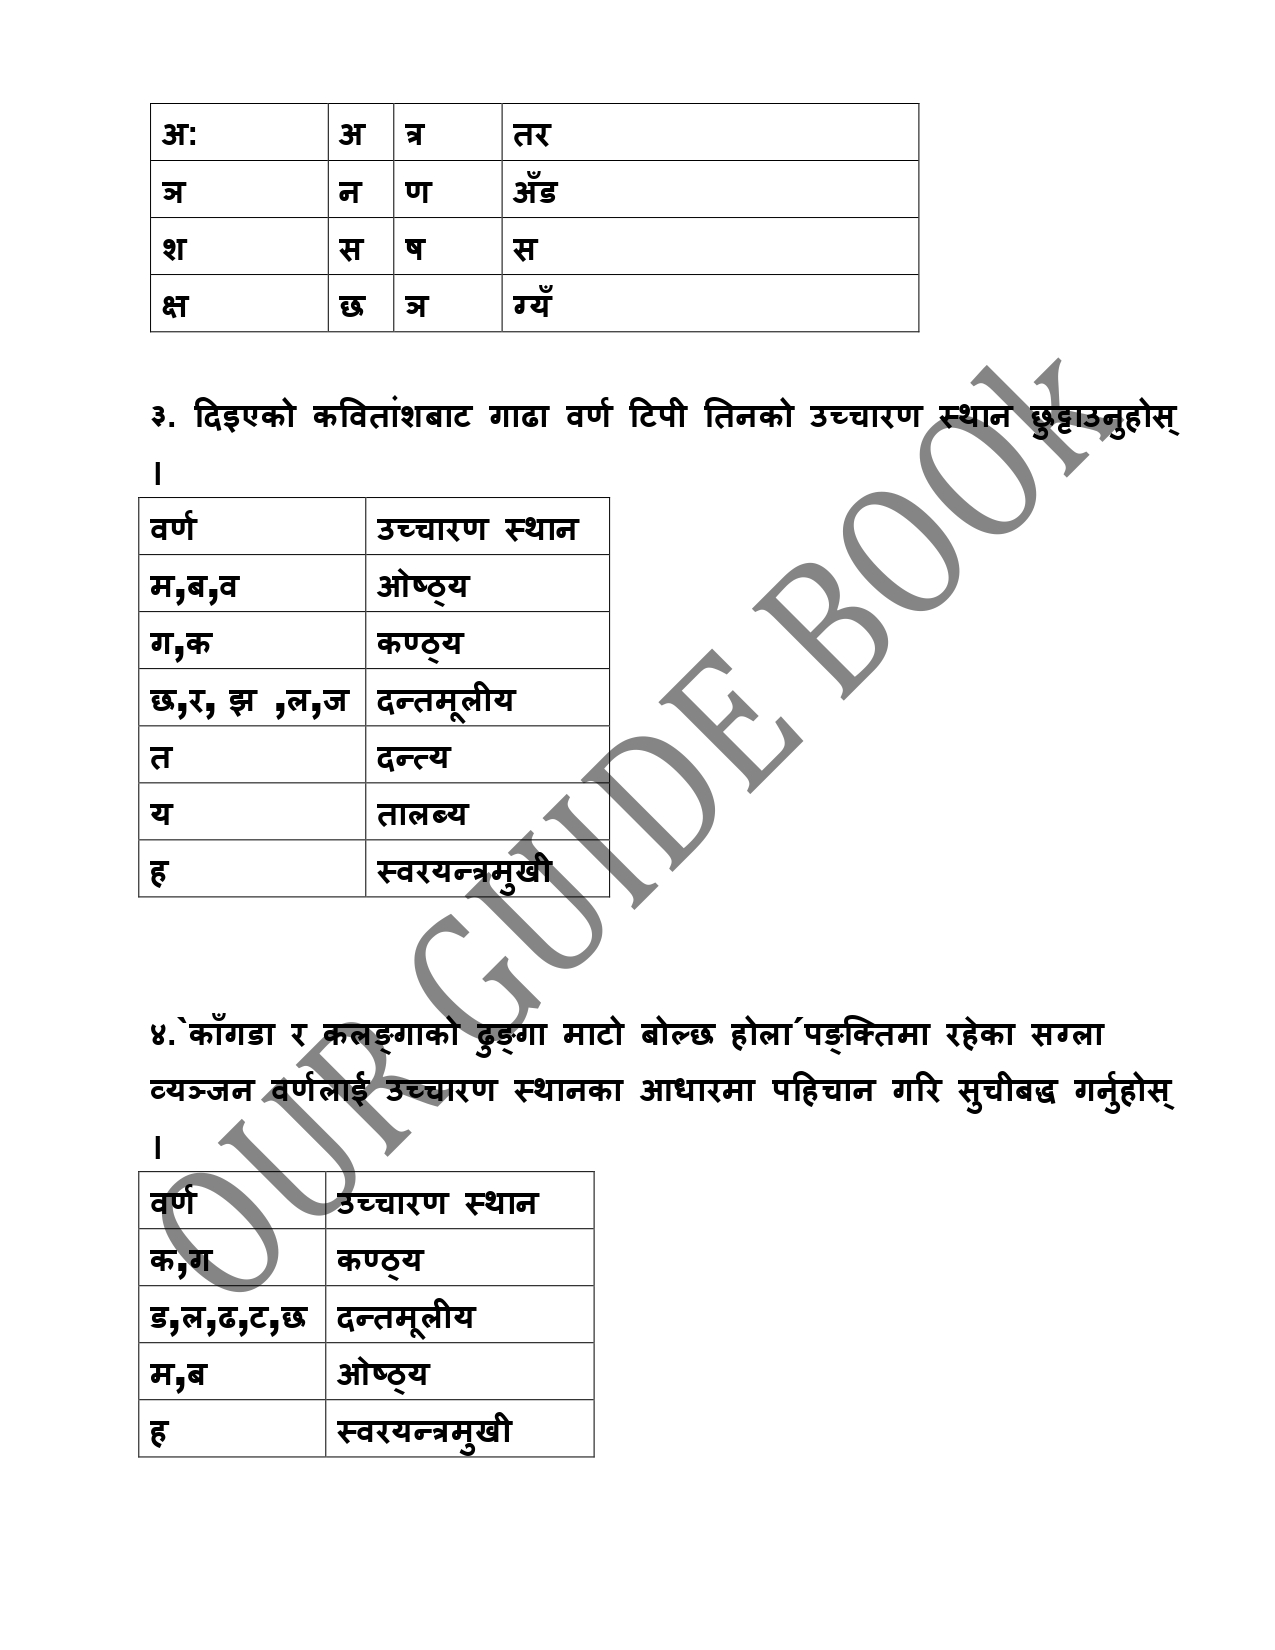 अः अ त्र तर
ञ न ण अँड
श स ष स
क्ष छ ञ ग्यँ
३. दिइएको कवितांशबाट गाढा वर्ण टिपी तिनको उच्चारण स्थान छुट्टाउनुहोस्
।
वर्ण उच्चारण स्थान
म,ब,व ओष्ठ्य
ग,क कण्ठ्य
छ,र, झ ,ल,ज दन्तमूलीय
त दन्त्य
य तालब्य
ह स्वरयन्त्रमुखी
४.`काँगडा र कलङ्गाको ढुङ्गा माटो बोल्छ होला´पङ्क्तिमा रहेका सग्ला
व्यञ्जन वर्णलाई उच्चारण स्थानका आधारमा पहिचान गरि सुचीबद्ध गर्नुहोस्
।
वर्ण उच्चारण स्थान
क,ग कण्ठ्य
ड,ल,ढ,ट,छ दन्तमूलीय
म,ब ओष्ठ्य
ह स्वरयन्त्रमुखी
OUR GUIDE BOOk